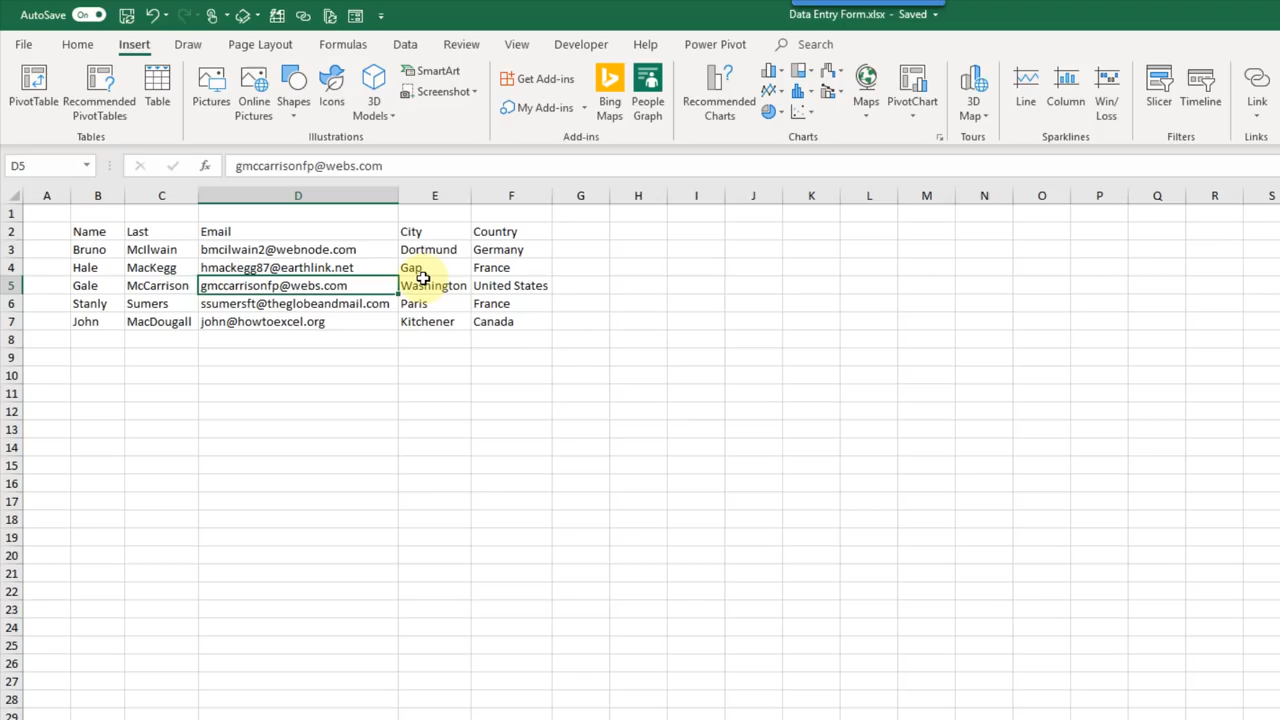 AutoSave On Data Entry Form.xlsx - Saved
File Home Insert Draw Page Layout Formulas Data Review View Developer Help Power Pivot Search
PivotTable Recommended PivotTables Table Pictures Online Pictures Shapes Icons 3D Models SmartArt Screenshot Get Add-ins My Add-ins Bing Maps People Graph Recommended Charts Maps PivotChart 3D Map Line Column Win/Loss Slicer Timeline Link
Tables Illustrations Add-ins Charts Tours Sparklines Filters Links
D5 fx gmccarrisonfp@webs.com
A B C D E F G H I J K L M N O P Q R S
1
2 Name Last Email City Country
3 Bruno McIlwain bmcilwain2@webnode.com Dortmund Germany
4 Hale MacKegg hmackegg87@earthlink.net Gap France
5 Gale McCarrison gmccarrisonfp@webs.com Washington United States
6 Stanly Sumers ssumersft@theglobeandmail.com Paris France
7 John MacDougall john@howtoexcel.org Kitchener Canada
8
9
10
11
12
13
14
15
16
17
18
19
20
21
22
23
24
25
26
27
28
29